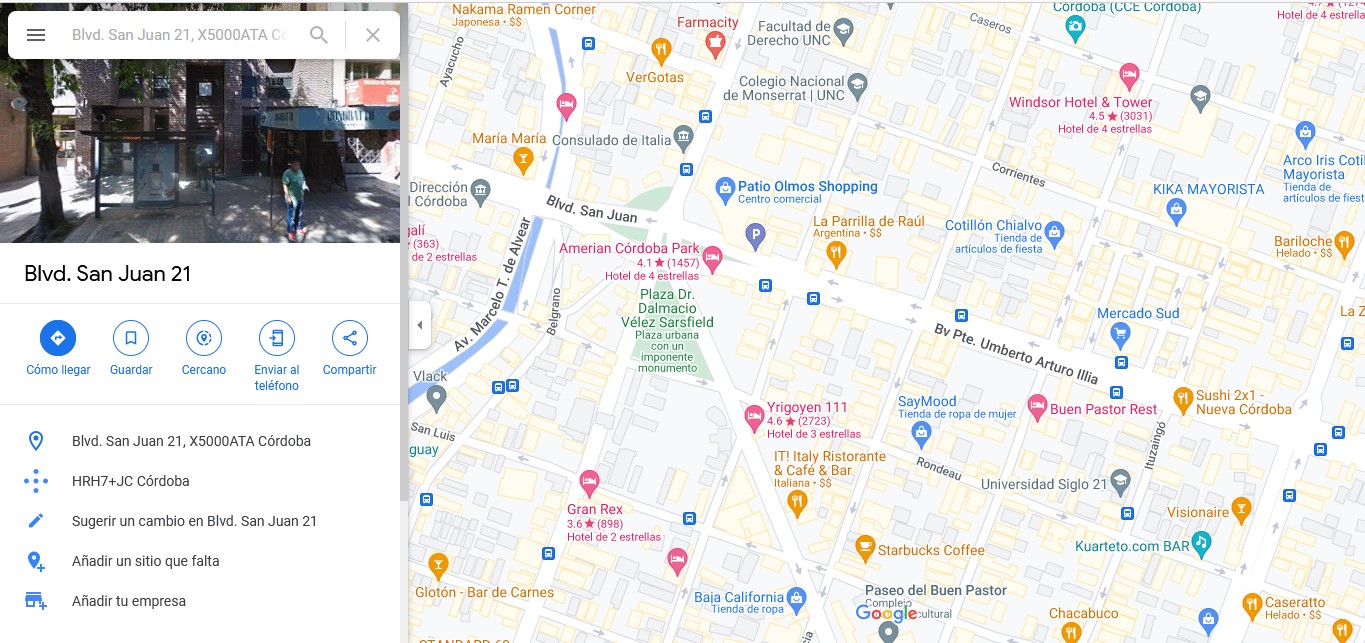 Blvd. San Juan 21, X5000ATA Có
Blvd. San Juan 21
Cómo llegar
Guardar
Cercano
Enviar al
teléfono
Compartir
Blvd. San Juan 21, X5000ATA Córdoba
HRH7+JC Córdoba
Sugerir un cambio en Blvd. San Juan 21
Añadir un sitio que falta
Añadir tu empresa
Nakama Ramen Corner
Japonesa • $$
Ayacucho
VerGotas
Farmacity
Facultad de
Derecho UNC
Colegio Nacional
de Monserrat | UNC
Caseros
Córdoba (CCE Córdoba)
Hotel de 4 estrella
Windsor Hotel & Tower
4.5 ★ (3031)
Hotel de 4 estrellas
María María
Consulado de Italia
Dirección
l Córdoba
Blvd. San Juan
Patio Olmos Shopping
Centro comercial
P
La Parrilla de Raúl
Argentina • $$
Corrientes
KIKA MAYORISTA
Arco Iris Cotil
Mayorista
Tienda de
artículos de fiest
Cotillón Chialvo
Tienda de
artículos de fiesta
Bariloche
Helado • $$
galí
(363)
de 2 estrellas
Av. Marcelo T. de Alvear
Belgrano
Amerian Córdoba Park
4.1 ★ (1457)
Hotel de 4 estrellas
Plaza Dr.
Dalmacio
Vélez Sarsfield
Plaza urbana
con un
imponente
monumento
Bv Pte. Umberto Arturo Illia
Mercado Sud
La Z
Vlack
San Luis
guay
Yrigoyen 111
4.6 ★ (2723)
Hotel de 3 estrellas
SayMood
Tienda de ropa de mujer
Buen Pastor Rest
Sushi 2x1 -
Nueva Córdoba
Ituzaingó
IT! Italy Ristorante
& Café & Bar
Italiana • $$
Rondeau
Universidad Siglo 21
Gran Rex
3.6 ★ (898)
Hotel de 2 estrellas
Visionaire
Starbucks Coffee
Kuarteto.com BAR
Glotón - Bar de Carnes
Baja California
Tienda de ropa
Paseo del Buen Pastor
Complejo
cultural
Google
Chacabuco
Caseratto
Helado • $$